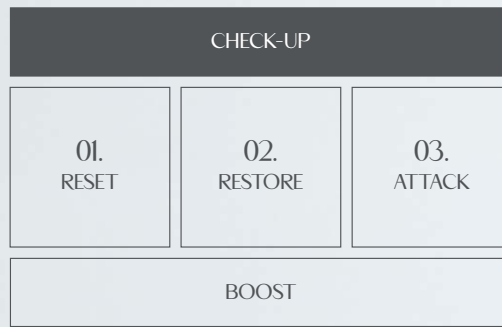 CHECK-UP
01.
RESET
02.
RESTORE
03.
ATTACK
BOOST